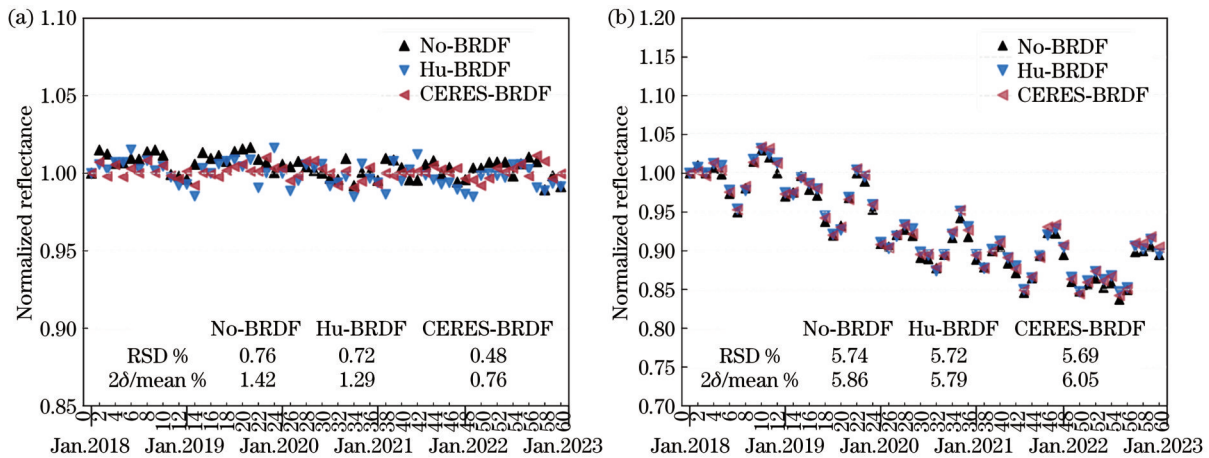 (a)
1.10
1.05
1.00
0.95
0.90
0.85
Normalized reflectance
No-BRDF
Hu-BRDF
CERES-BRDF
No-BRDF Hu-BRDF CERES-BRDF
RSD % 0.76 0.72 0.48
2δ/mean % 1.42 1.29 0.76
0 2 4 6 8 10 12 14 16 18 20 22 24 26 28 30 32 34 36 38 40 42 44 46 48 50 52 54 56 58 60
Jan.2018 Jan.2019 Jan.2020 Jan.2021 Jan.2022 Jan.2023
(b)
1.20
1.15
1.10
1.05
1.00
0.95
0.90
0.85
0.80
0.75
0.70
Normalized reflectance
No-BRDF
Hu-BRDF
CERES-BRDF
No-BRDF Hu-BRDF CERES-BRDF
RSD % 5.74 5.72 5.69
2δ/mean % 5.86 5.79 6.05
0 2 4 6 8 10 12 14 16 18 20 22 24 26 28 30 32 34 36 38 40 42 44 46 48 50 52 54 56 58 60
Jan.2018 Jan.2019 Jan.2020 Jan.2021 Jan.2022 Jan.2023